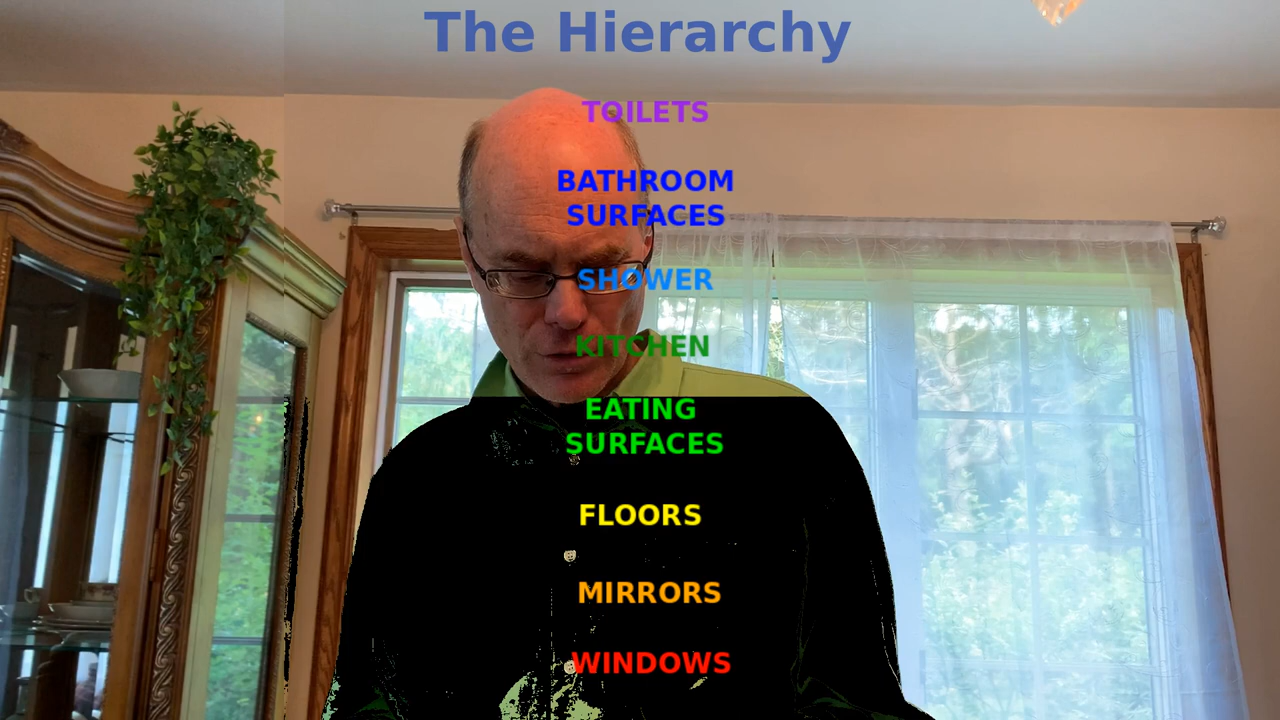 The Hierarchy
TOILETS
BATHROOM
SURFACES
SHOWER
KITCHEN
EATING
SURFACES
FLOORS
MIRRORS
WINDOWS